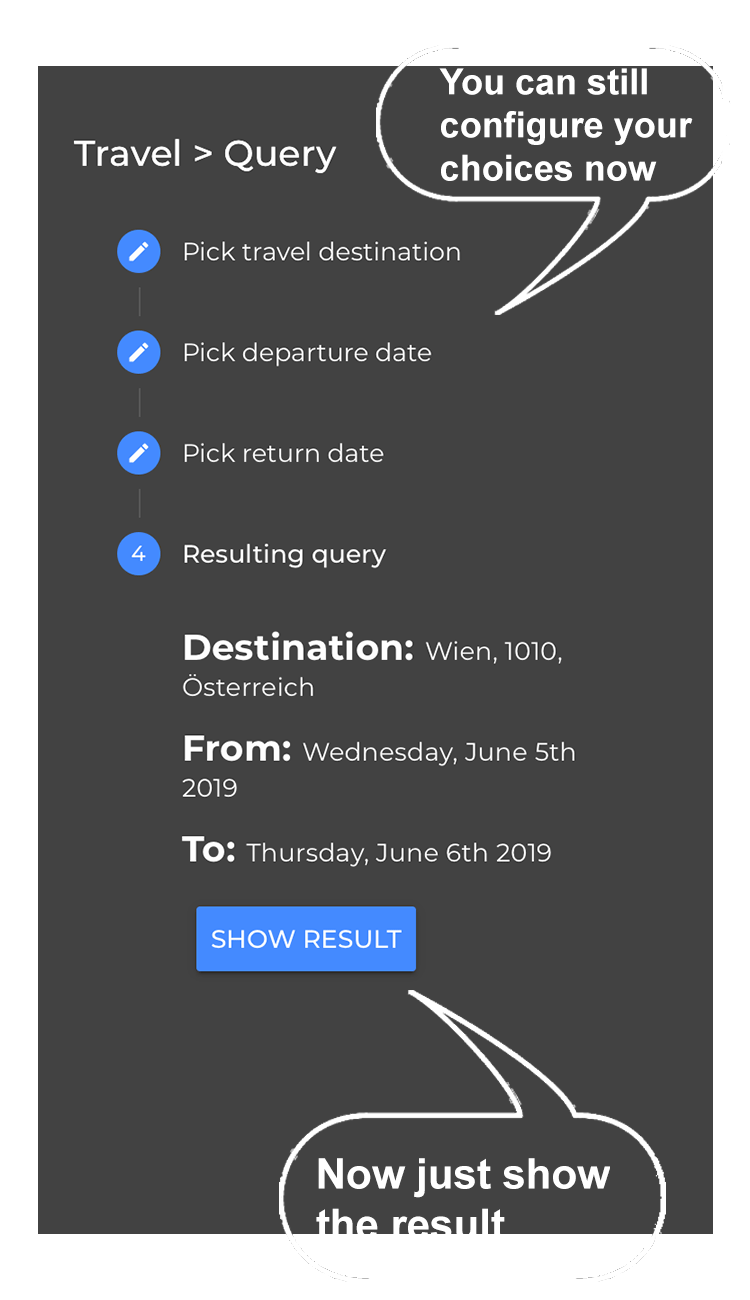 You can still
configure your
choices now
Travel > Query
Pick travel destination
Pick departure date
Pick return date
4 Resulting query
Destination: Wien, 1010,
Österreich
From: Wednesday, June 5th
2019
To: Thursday, June 6th 2019
SHOW RESULT
Now just show
the result